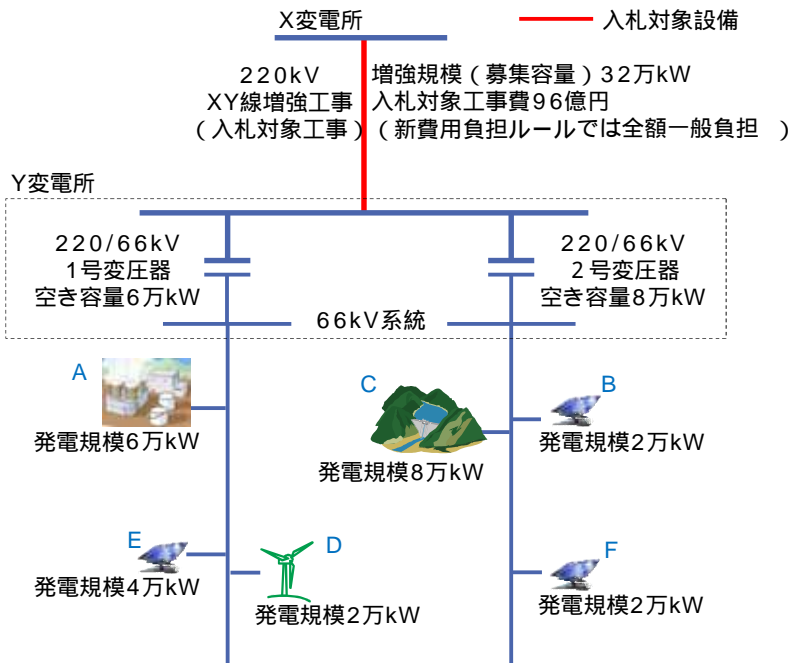 X変電所
入札対象設備
220kV
XY線増強工事
(入札対象工事)
増強規模(募集容量)32万kW
入札対象工事費96億円
(新費用負担ルールでは全額一般負担 )
Y変電所
220/66kV
1号変圧器
空き容量6万kW
220/66kV
2号変圧器
空き容量8万kW
66kV系統
A
発電規模6万kW
C
発電規模8万kW
B
発電規模2万kW
E
発電規模4万kW
D
発電規模2万kW
F
発電規模2万kW